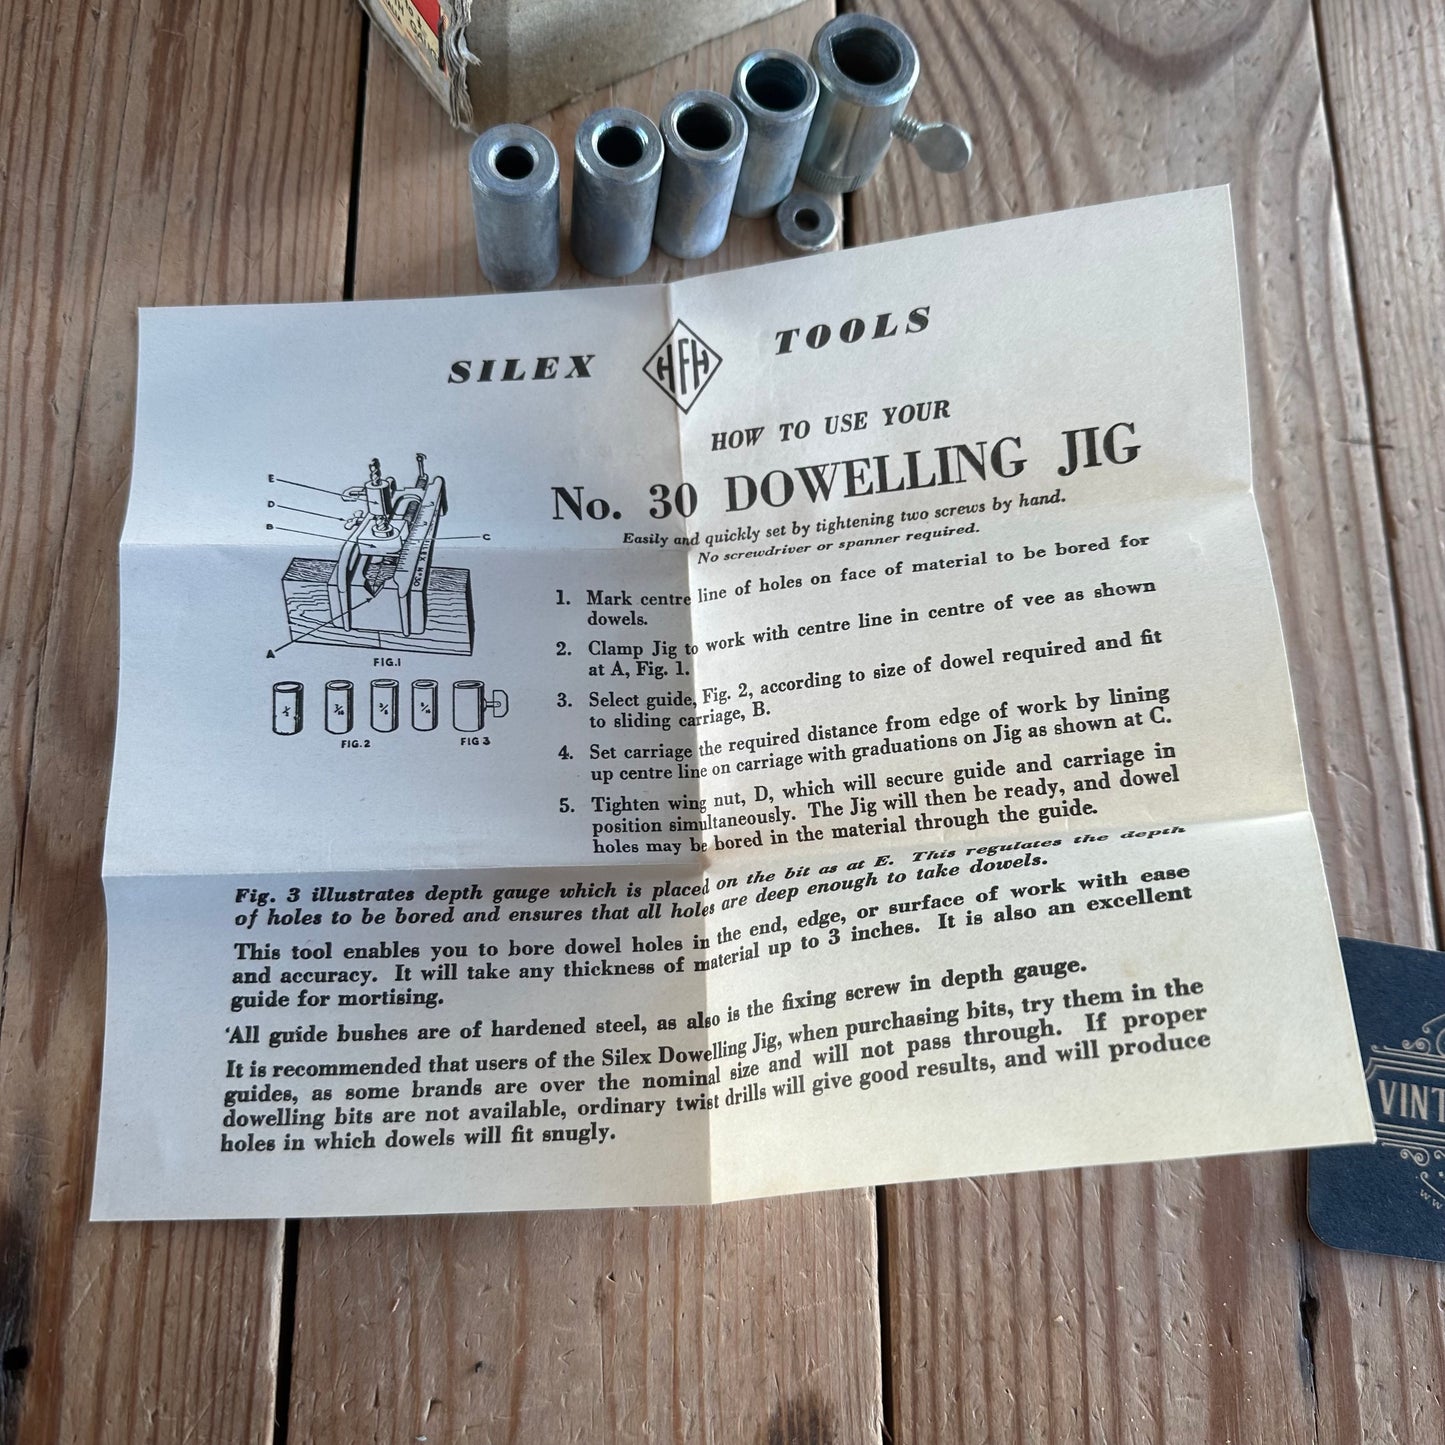 SILEX HFH TOOLS
HOW TO USE YOUR
No. 30 DOWELLING JIG
Easily and quickly set by tightening two screws by hand.
No screwdriver or spanner required.
1. Mark centre line of holes on face of material to be bored for
dowels.
2. Clamp Jig to work with centre line in centre of vee as shown
at A, Fig. 1.
3. Select guide, Fig. 2, according to size of dowel required and fit
to sliding carriage, B.
4. Set carriage the required distance from edge of work by lining
up centre line on carriage with graduations on Jig as shown at C.
5. Tighten wing nut, D, which will secure guide and carriage in
position simultaneously. The Jig will then be ready, and dowel
holes may be bored in the material through the guide.
E
D
B
C
A
FIG.1
FIG.2
FIG 3
Fig. 3 illustrates depth gauge which is placed on the bit as at E. This regulates the depth
of holes to be bored and ensures that all holes are deep enough to take dowels.
This tool enables you to bore dowel holes in the end, edge, or surface of work with ease
and accuracy. It will take any thickness of material up to 3 inches. It is also an excellent
guide for mortising.
'All guide bushes are of hardened steel, as also is the fixing screw in depth gauge.
It is recommended that users of the Silex Dowelling Jig, when purchasing bits, try them in the
guides, as some brands are over the nominal size and will not pass through. If proper
dowelling bits are not available, ordinary twist drills will give good results, and will produce
holes in which dowels will fit snugly.
VINT